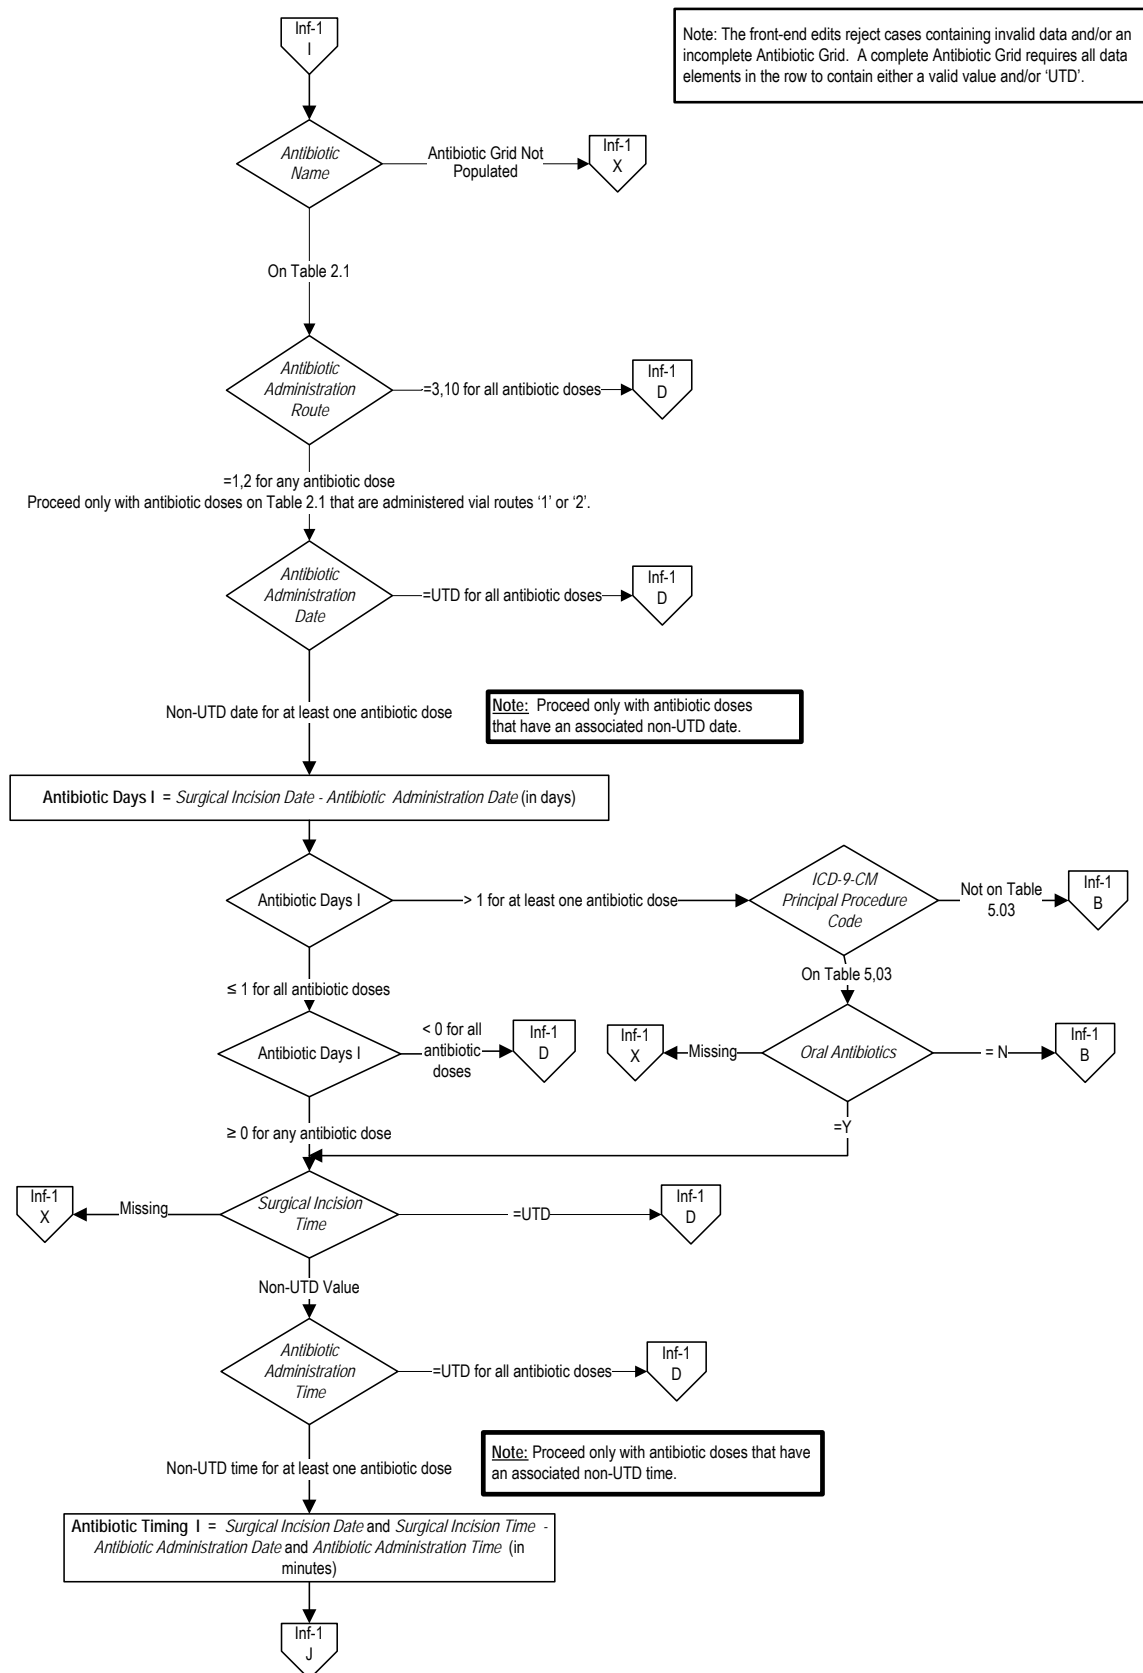 Inf-1
I
Note: The front-end edits reject cases containing invalid data and/or an
incomplete Antibiotic Grid.  A complete Antibiotic Grid requires all data
elements in the row to contain either a valid value and/or ‘UTD’.
Antibiotic
Name
Antibiotic Grid Not
Populated
Inf-1
X
On Table 2.1
Antibiotic
Administration
Route
=3,10 for all antibiotic doses
Inf-1
D
=1,2 for any antibiotic dose
Proceed only with antibiotic doses on Table 2.1 that are administered vial routes ‘1’ or ‘2’.
Antibiotic
Administration
Date
=UTD for all antibiotic doses
Inf-1
D
Non-UTD date for at least one antibiotic dose
Note:  Proceed only with antibiotic doses
that have an associated non-UTD date.
Antibiotic Days I  = Surgical Incision Date - Antibiotic  Administration Date (in days)
Antibiotic Days I
> 1 for at least one antibiotic dose
ICD-9-CM
Principal Procedure
Code
Not on Table
5.03
Inf-1
B
≤ 1 for all antibiotic doses
On Table 5,03
Antibiotic Days I
< 0 for all
antibiotic
doses
Inf-1
D
Inf-1
X
Missing
Oral Antibiotics
= N
Inf-1
B
≥ 0 for any antibiotic dose
=Y
Inf-1
X
Missing
Surgical Incision
Time
=UTD
Inf-1
D
Non-UTD Value
Antibiotic
Administration
Time
=UTD for all antibiotic doses
Inf-1
D
Non-UTD time for at least one antibiotic dose
Note: Proceed only with antibiotic doses that have
an associated non-UTD time.
Antibiotic Timing  I  =  Surgical Incision Date and Surgical Incision Time  -
Antibiotic Administration Date and Antibiotic Administration Time  (in
minutes)
Inf-1
J